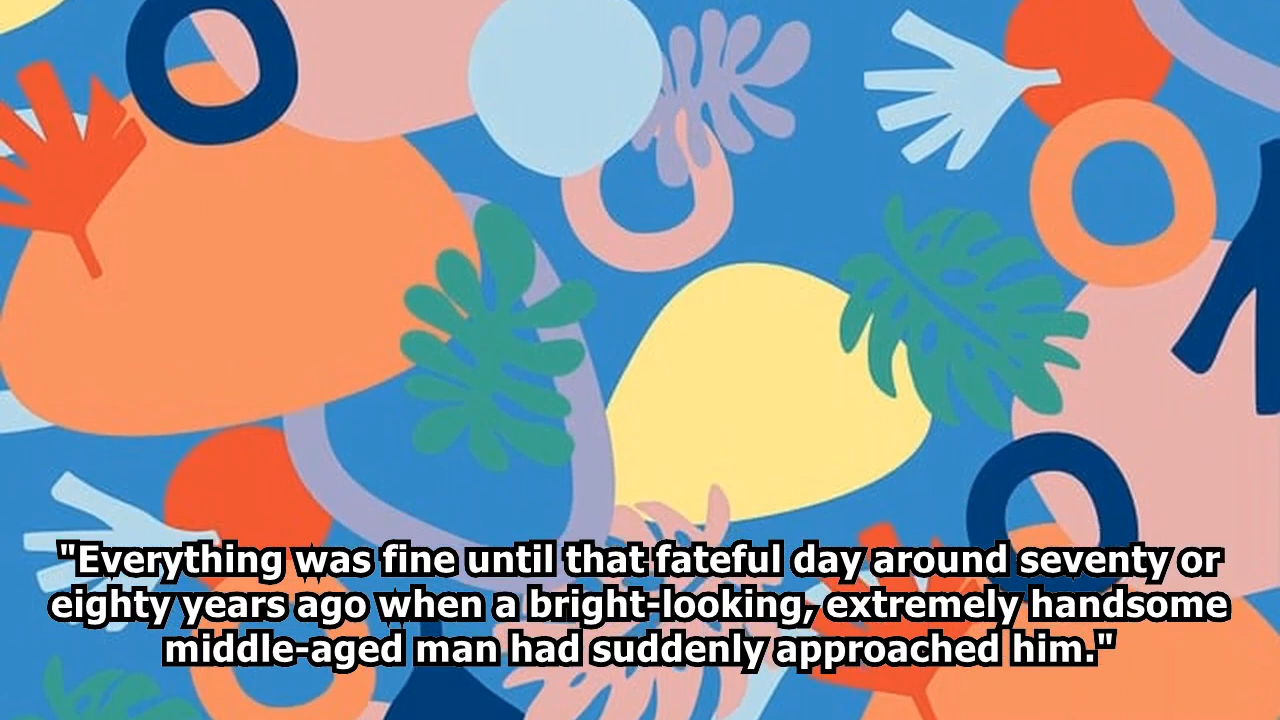 "Everything was fine until that fateful day around seventy or
eighty years ago when a bright-looking, extremely handsome
middle-aged man had suddenly approached him."